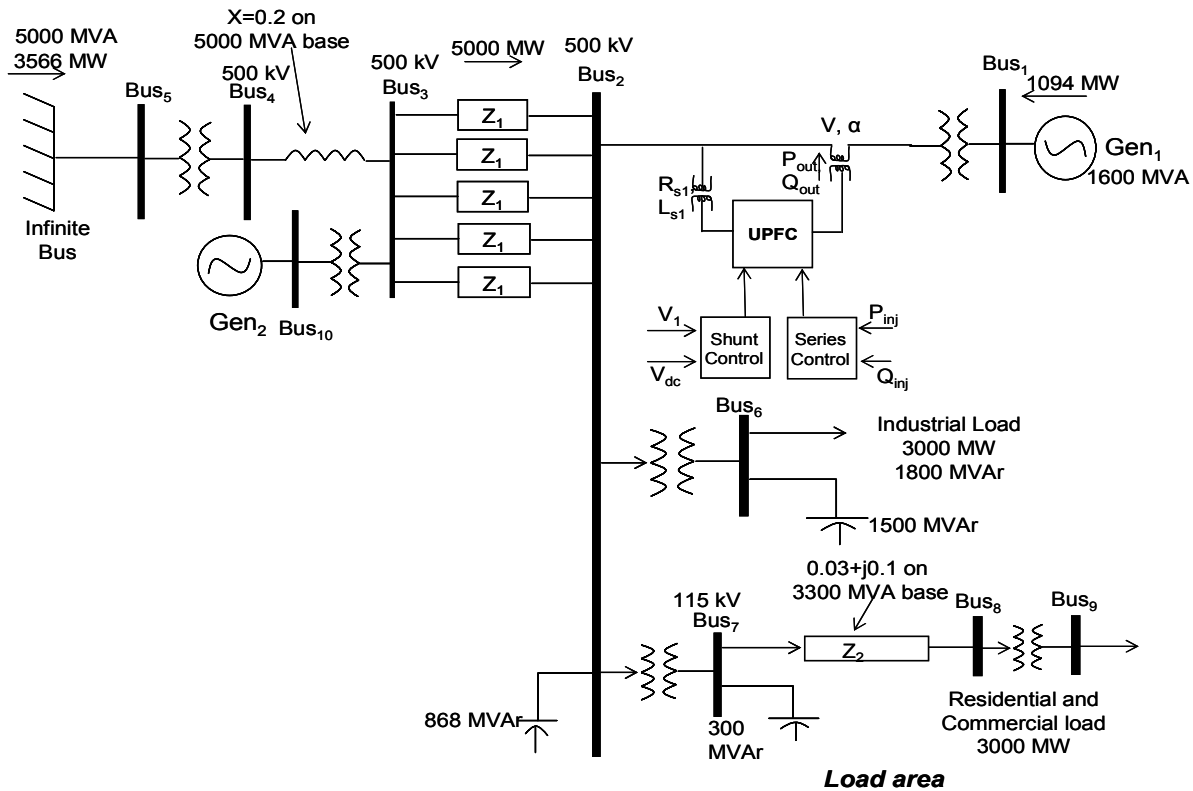 X=0.2 on
5000 MVA base
5000 MVA
3566 MW
500 kV
Bus4
Bus5
500 kV
Bus3
5000 MW
500 kV
Bus2
Bus1
1094 MW
Gen1
1600 MVA
Z1
Z1
Z1
Z1
Z1
V, α
Pout
Qout
Rs1
Ls1
UPFC
Infinite
Bus
Gen2
Bus10
V1
Vdc
Shunt
Control
Series
Control
Pinj
Qinj
Bus6
Industrial Load
3000 MW
1800 MVAr
1500 MVAr
0.03+j0.1 on
3300 MVA base
115 kV
Bus7
Z2
Bus8
Bus9
868 MVAr
300
MVAr
Residential and
Commercial load
3000 MW
Load area